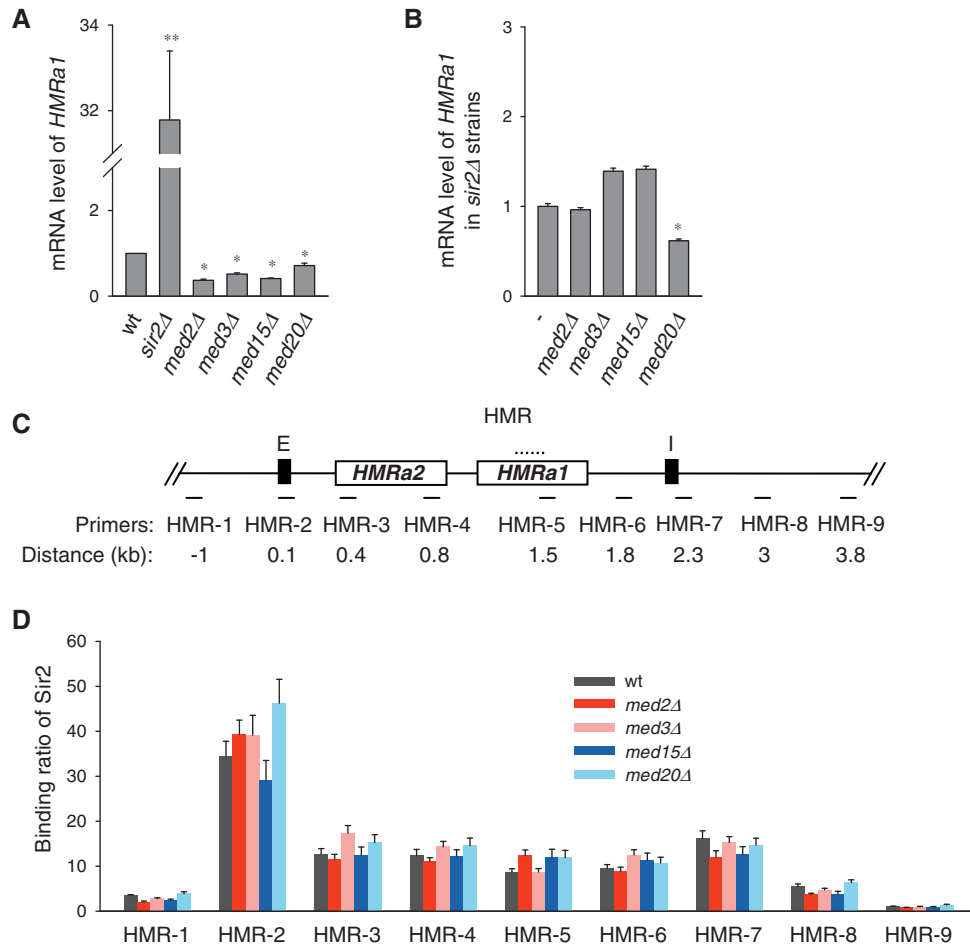 A
mRNA level of HMRa1
34
32
2
1
0
**
*
*
*
*
wt
sir2Δ
med2Δ
med3Δ
med15Δ
med20Δ
B
mRNA level of HMRa1
in sir2Δ strains
3
2
1
0
*
-
med2Δ
med3Δ
med15Δ
med20Δ
C
HMR
E
I
HMRa2
HMRa1
Primers: HMR-1 HMR-2 HMR-3 HMR-4 HMR-5 HMR-6 HMR-7 HMR-8 HMR-9
Distance (kb): -1 0.1 0.4 0.8 1.5 1.8 2.3 3 3.8
D
Binding ratio of Sir2
60
50
40
30
20
10
0
wt
med2Δ
med3Δ
med15Δ
med20Δ
HMR-1 HMR-2 HMR-3 HMR-4 HMR-5 HMR-6 HMR-7 HMR-8 HMR-9